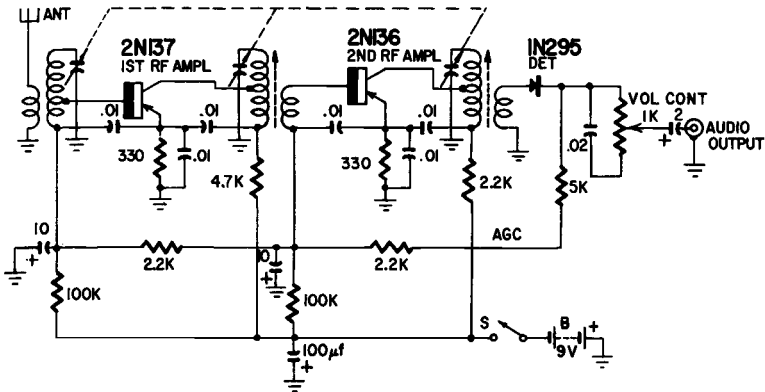 ANT
2N137
1ST RF AMPL
2N136
2ND RF AMPL
1N295
DET
.01
.01
.01
.01
VOL CONT
1K
2
+
AUDIO
OUTPUT
330
.01
330
.01
.02
4.7K
2.2K
5K
10
+
AGC
2.2K
10
+
2.2K
100K
100K
S
B
+
9V
100µf
+